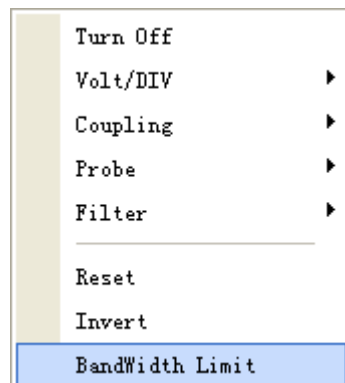 Turn Off
Volt/DIV
Coupling
Probe
Filter
Reset
Invert
BandWidth Limit